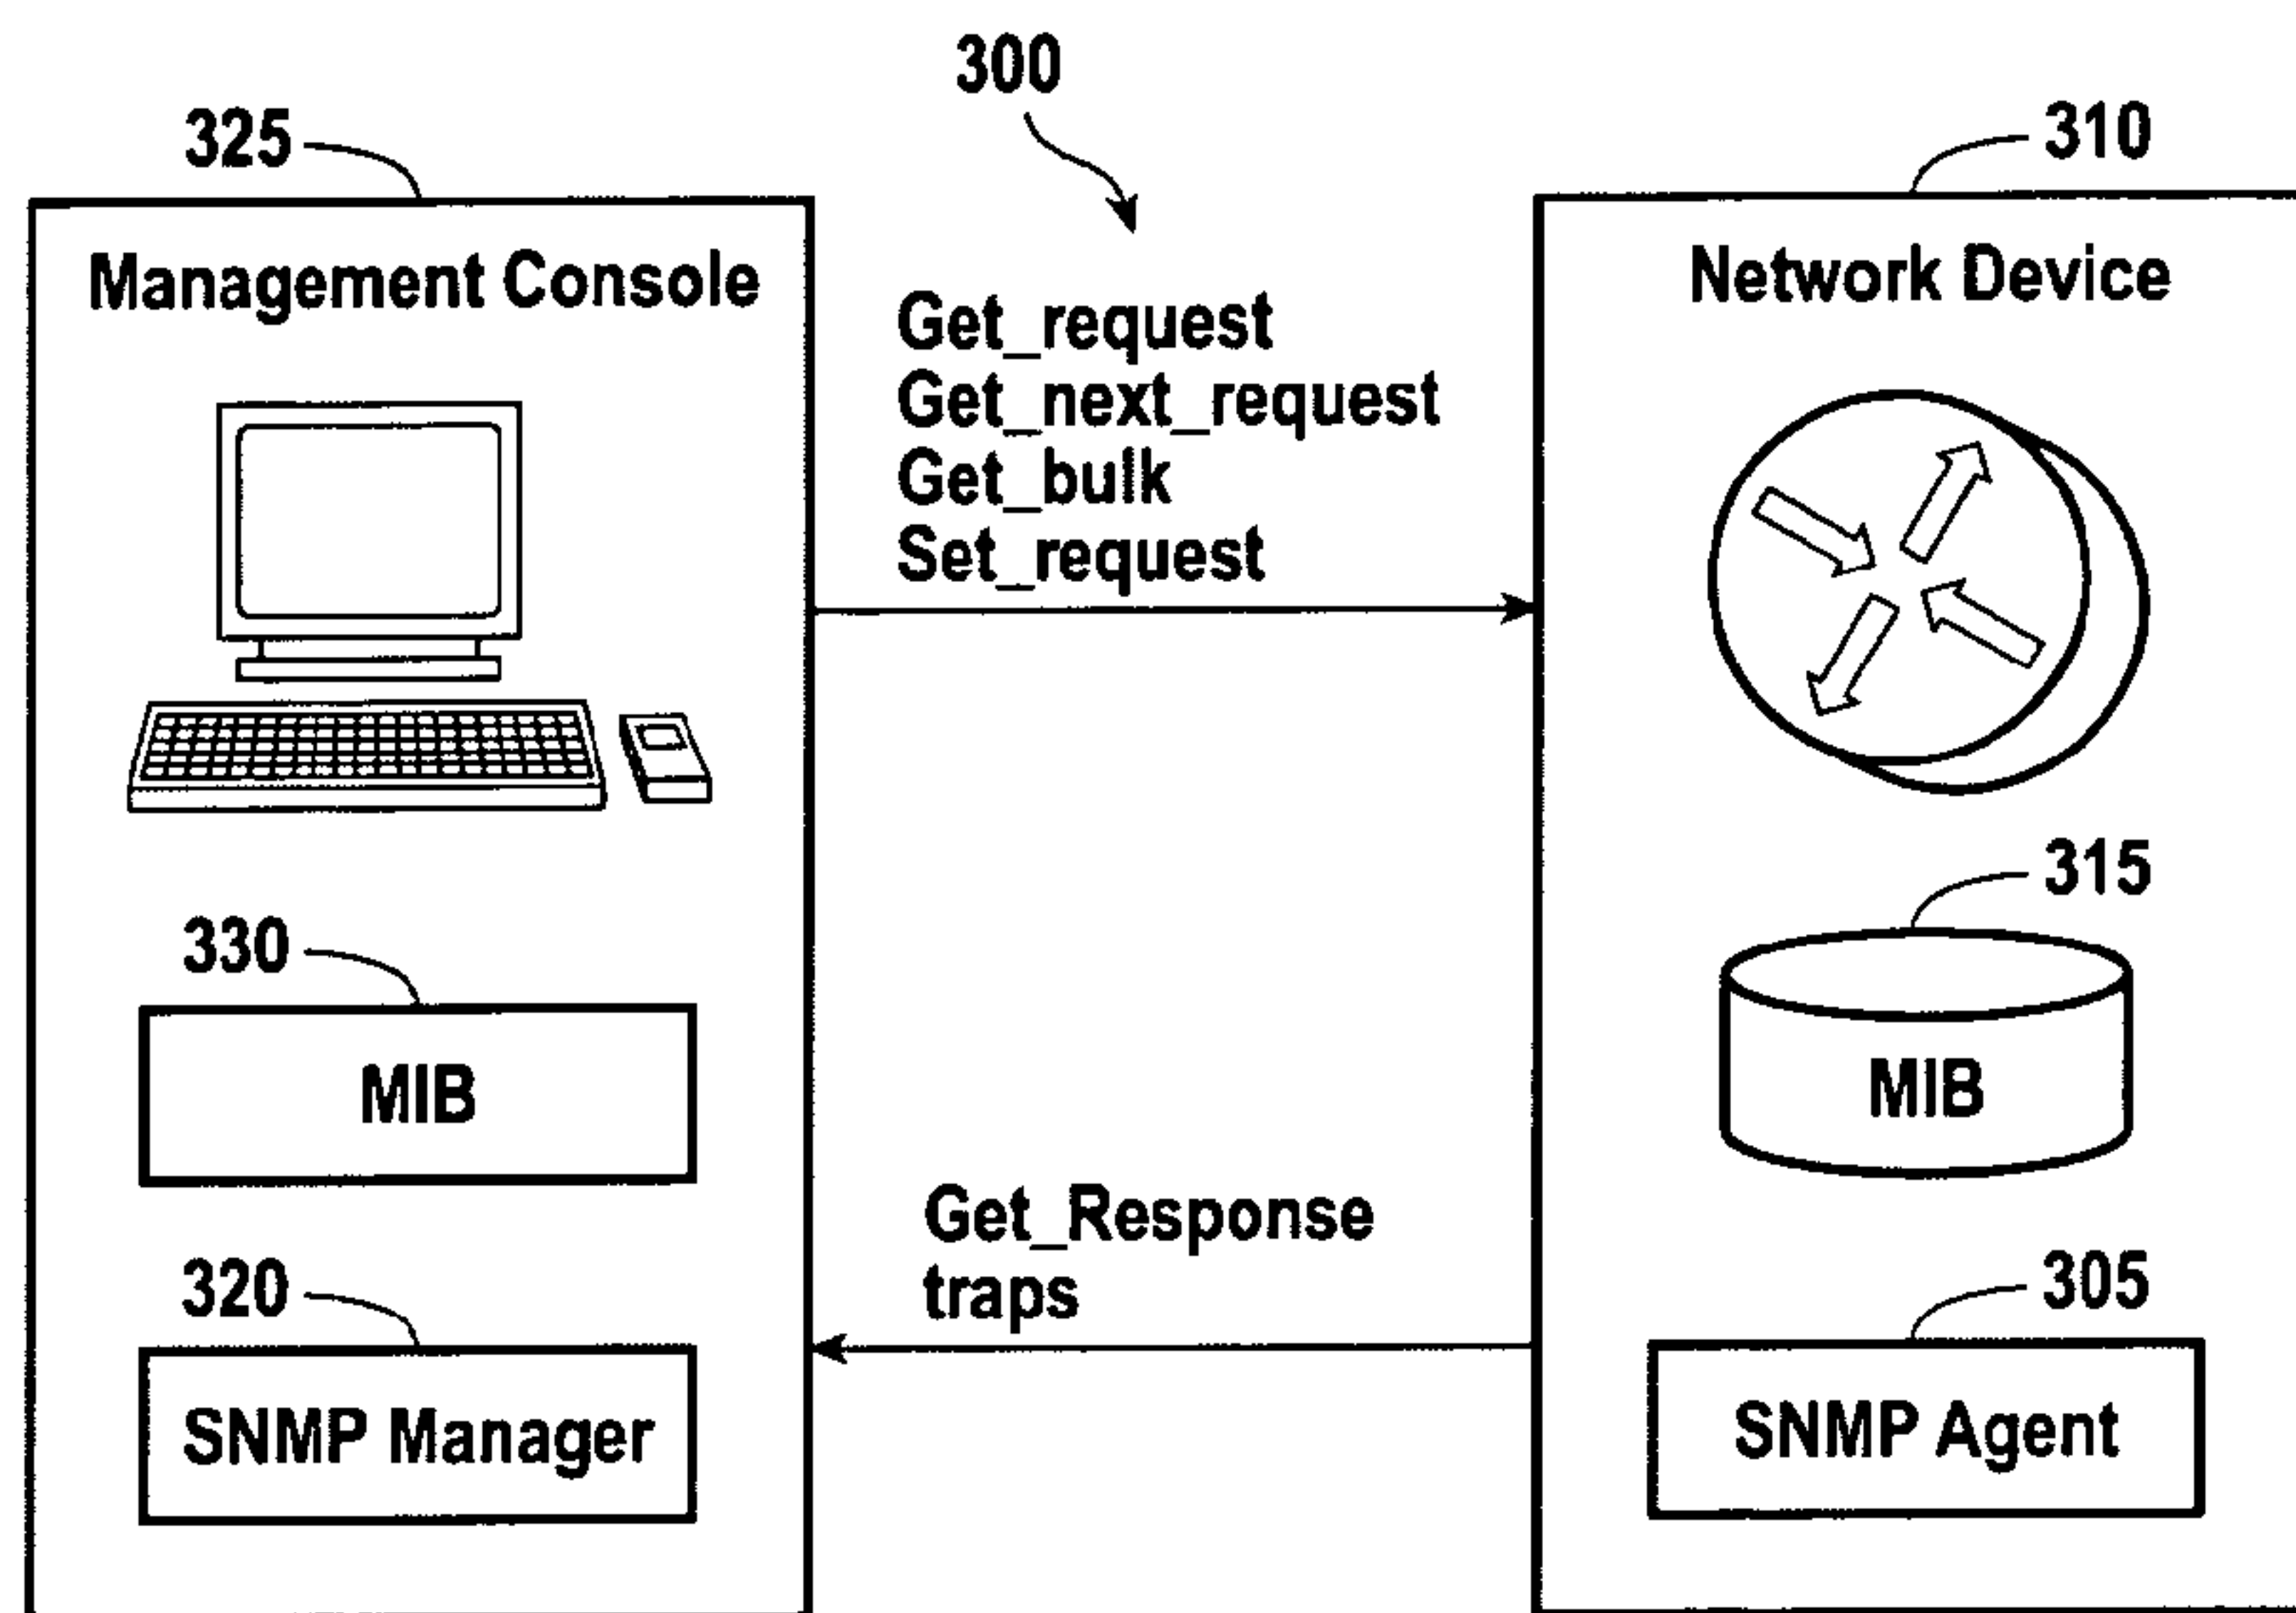 300
325
310
Management Console
Network Device
Get_request
Get_next_request
Get_bulk
Set_request
315
330
MIB
MIB
Get_Response
traps
320
305
SNMP Manager
SNMP Agent